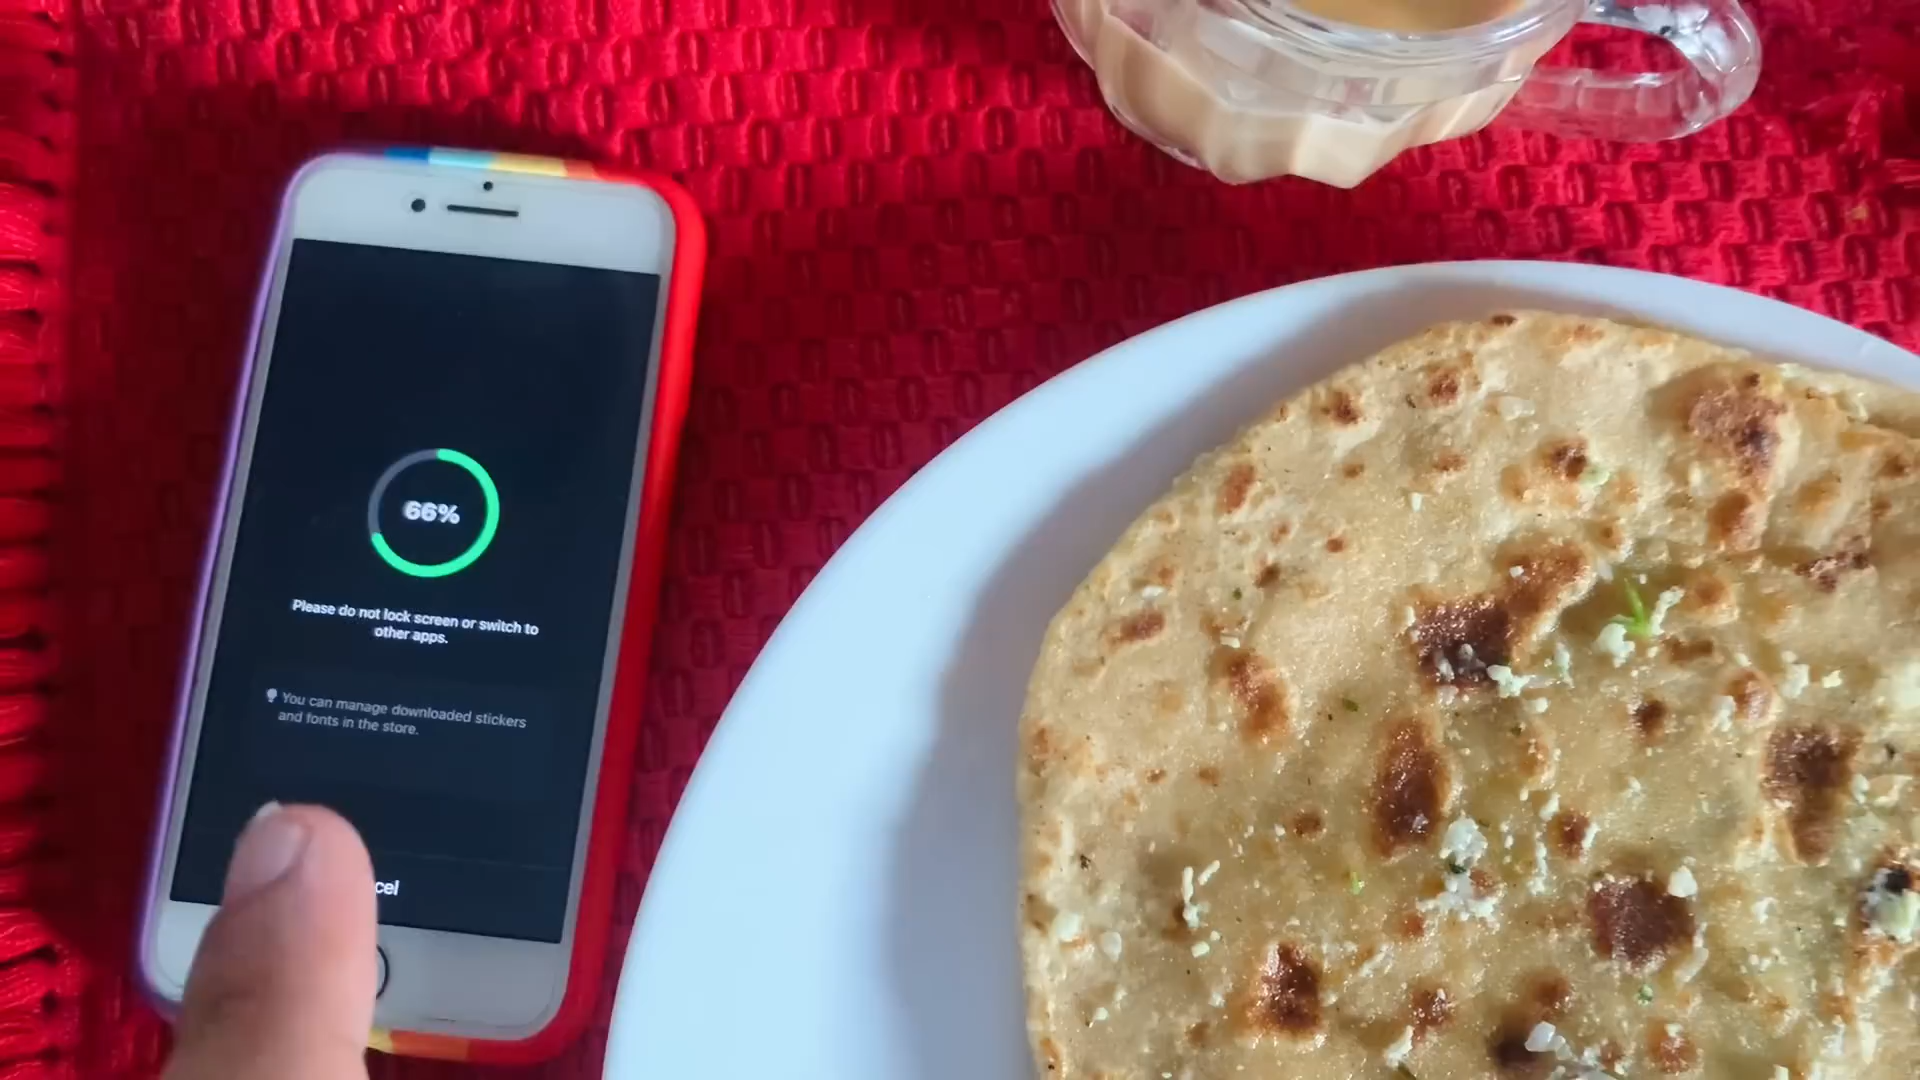 66%
Please do not lock screen or switch to
other apps.
You can manage downloaded stickers
and fonts in the store.
cel